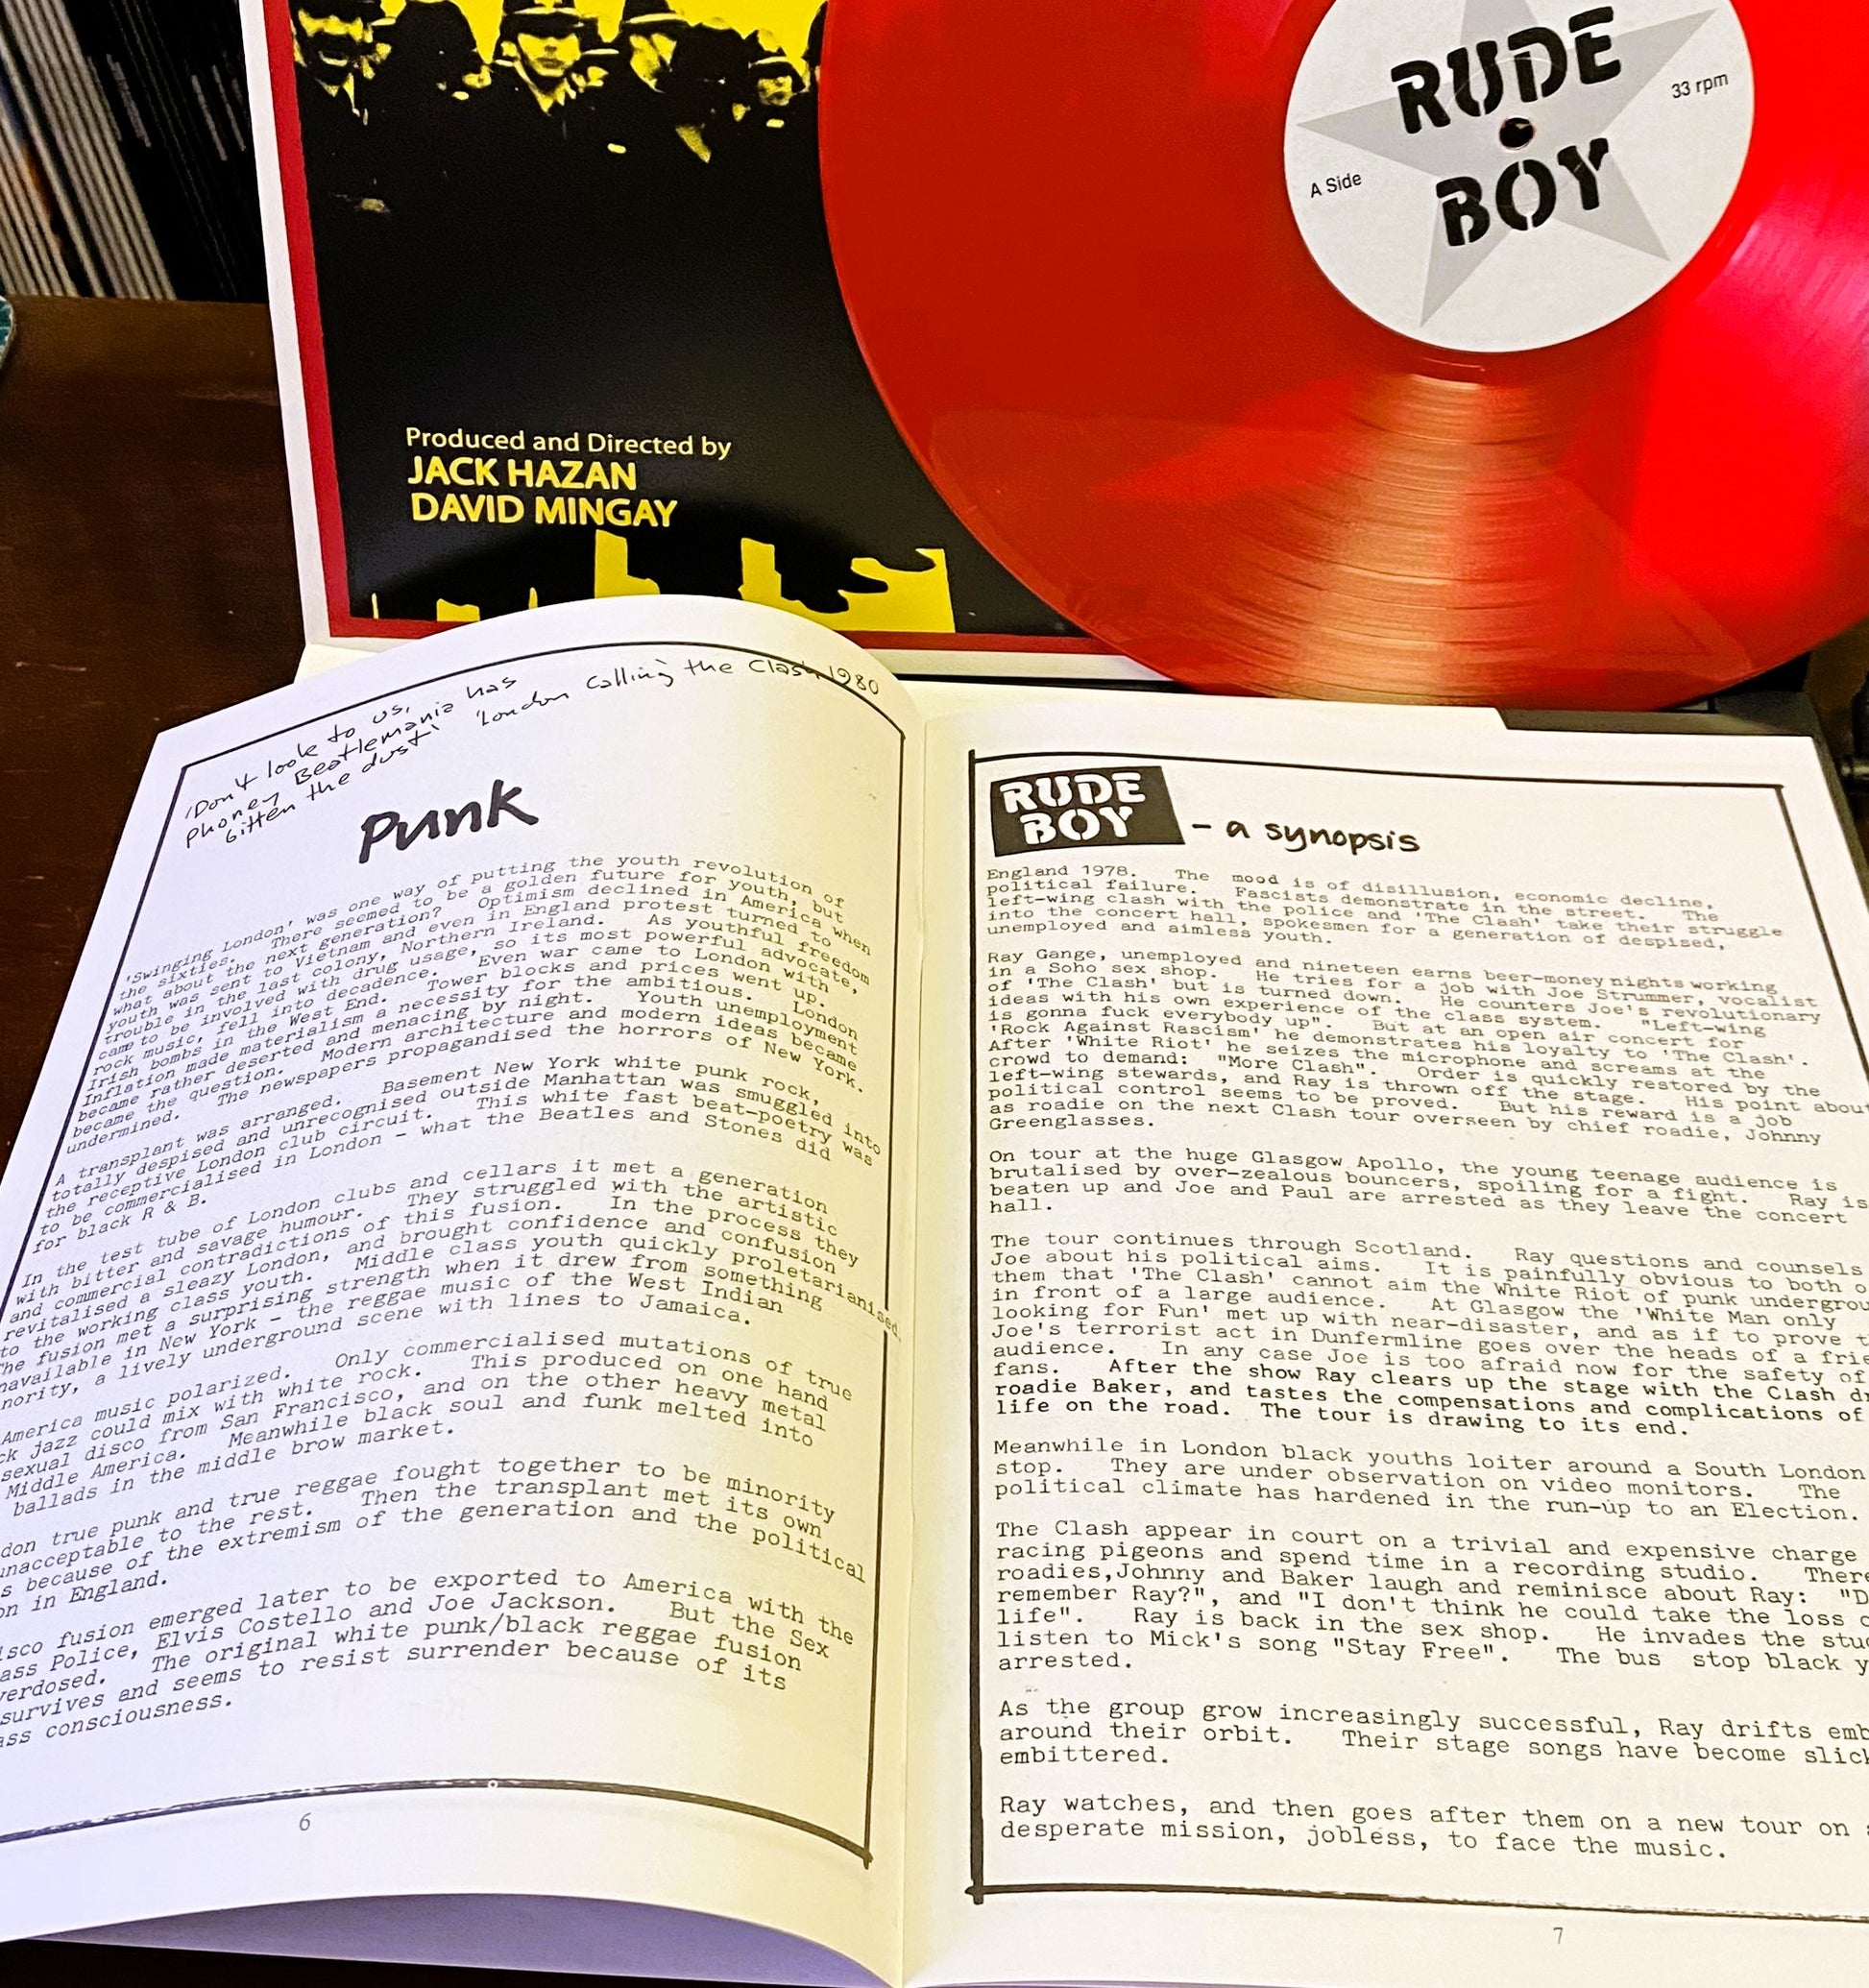 RUDE
BOY
A Side
33 rpm
Produced and Directed by
JACK HAZAN
DAVID MINGAY
'Don't look to us,
phoney Beatlemania has
bitten the dust' 'London Calling' the Clash 1980
Punk
'Swinging London', was one way of putting the youth revolution of
the sixties. There seemed to be a golden future for youth, but
what about the next generation? Optimism declined in America when
youth was sent to Vietnam and even in England protest turned to
trouble in the last colony, Northern Ireland. As youthful freedom
came to be involved with drug usage, so its most powerful advocate,
rock music, fell into decadence. Even war came to London with
Irish bombs in the West End. Tower blocks and prices went up.
Inflation made materialism a necessity for the ambitious. London
became rather deserted and menacing by night. Youth unemployment
became the question. Modern architecture and modern ideas became
undermined. The newspapers propagandised the horrors of New York.
A transplant was arranged. Basement New York white punk rock,
totally despised and unrecognised outside Manhattan was smuggled into
the receptive London club circuit. This white fast beat-poetry was
to be commercialised in London - what the Beatles and Stones did
for black R & B.
In the test tube of London clubs and cellars it met a generation
with bitter and savage humour. They struggled with the artistic
and commercial contradictions of this fusion. In the process they
revitalised a sleazy London, and brought confidence and confusion
to the working class youth. Middle class youth quickly proletarianised.
The fusion met a surprising strength when it drew from something
navailable in New York - the reggae music of the West Indian
nority, a lively underground scene with lines to Jamaica.
America music polarized. Only commercialised mutations of true
ck jazz could mix with white rock. This produced on one hand
sexual disco from San Francisco, and on the other heavy metal
Middle America. Meanwhile black soul and funk melted into
ballads in the middle brow market.
don true punk and true reggae fought together to be minority
unacceptable to the rest. Then the transplant met its own
s because of the extremism of the generation and the political
on in England.
isco fusion emerged later to be exported to America with the
ass Police, Elvis Costello and Joe Jackson. But the Sex
verdosed. The original white punk/black reggae fusion
survives and seems to resist surrender because of its
ass consciousness.
6
RUDE
BOY - a synopsis
England 1978. The mood is of disillusion, economic decline,
political failure. Fascists demonstrate in the street. The
left-wing clash with the police and 'The Clash' take their struggle
into the concert hall, spokesmen for a generation of despised,
unemployed and aimless youth.
Ray Gange, unemployed and nineteen earns beer-money nights working
in a Soho sex shop. He tries for a job with Joe Strummer, vocalist
of 'The Clash' but is turned down. He counters Joe's revolutionary
ideas with his own experience of the class system. "Left-wing
is gonna fuck everybody up". But at an open air concert for
'Rock Against Rascism' he demonstrates his loyalty to 'The Clash'.
After 'White Riot' he seizes the microphone and screams at the
crowd to demand: "More Clash". Order is quickly restored by the
left-wing stewards, and Ray is thrown off the stage. His point about
political control seems to be proved. But his reward is a job
as roadie on the next Clash tour overseen by chief roadie, Johnny
Greenglasses.
On tour at the huge Glasgow Apollo, the young teenage audience is
brutalised by over-zealous bouncers, spoiling for a fight. Ray is
beaten up and Joe and Paul are arrested as they leave the concert
hall.
The tour continues through Scotland. Ray questions and counsels
Joe about his political aims. It is painfully obvious to both o
them that 'The Clash' cannot aim the White Riot of punk undergrou
in front of a large audience. At Glasgow the 'White Man only
looking for Fun' met up with near-disaster, and as if to prove t
Joe's terrorist act in Dunfermline goes over the heads of a frie
audience. In any case Joe is too afraid now for the safety of
fans. After the show Ray clears up the stage with the Clash d
roadie Baker, and tastes the compensations and complications of
life on the road. The tour is drawing to its end.
Meanwhile in London black youths loiter around a South London
stop. They are under observation on video monitors. The
political climate has hardened in the run-up to an Election.
The Clash appear in court on a trivial and expensive charge
racing pigeons and spend time in a recording studio. There
roadies,Johnny and Baker laugh and reminisce about Ray: "D
remember Ray?", and "I don't think he could take the loss o
life". Ray is back in the sex shop. He invades the stu
listen to Mick's song "Stay Free". The bus stop black y
arrested.
As the group grow increasingly successful, Ray drifts emb
around their orbit. Their stage songs have become slick
embittered.
Ray watches, and then goes after them on a new tour on a
desperate mission, jobless, to face the music.
7